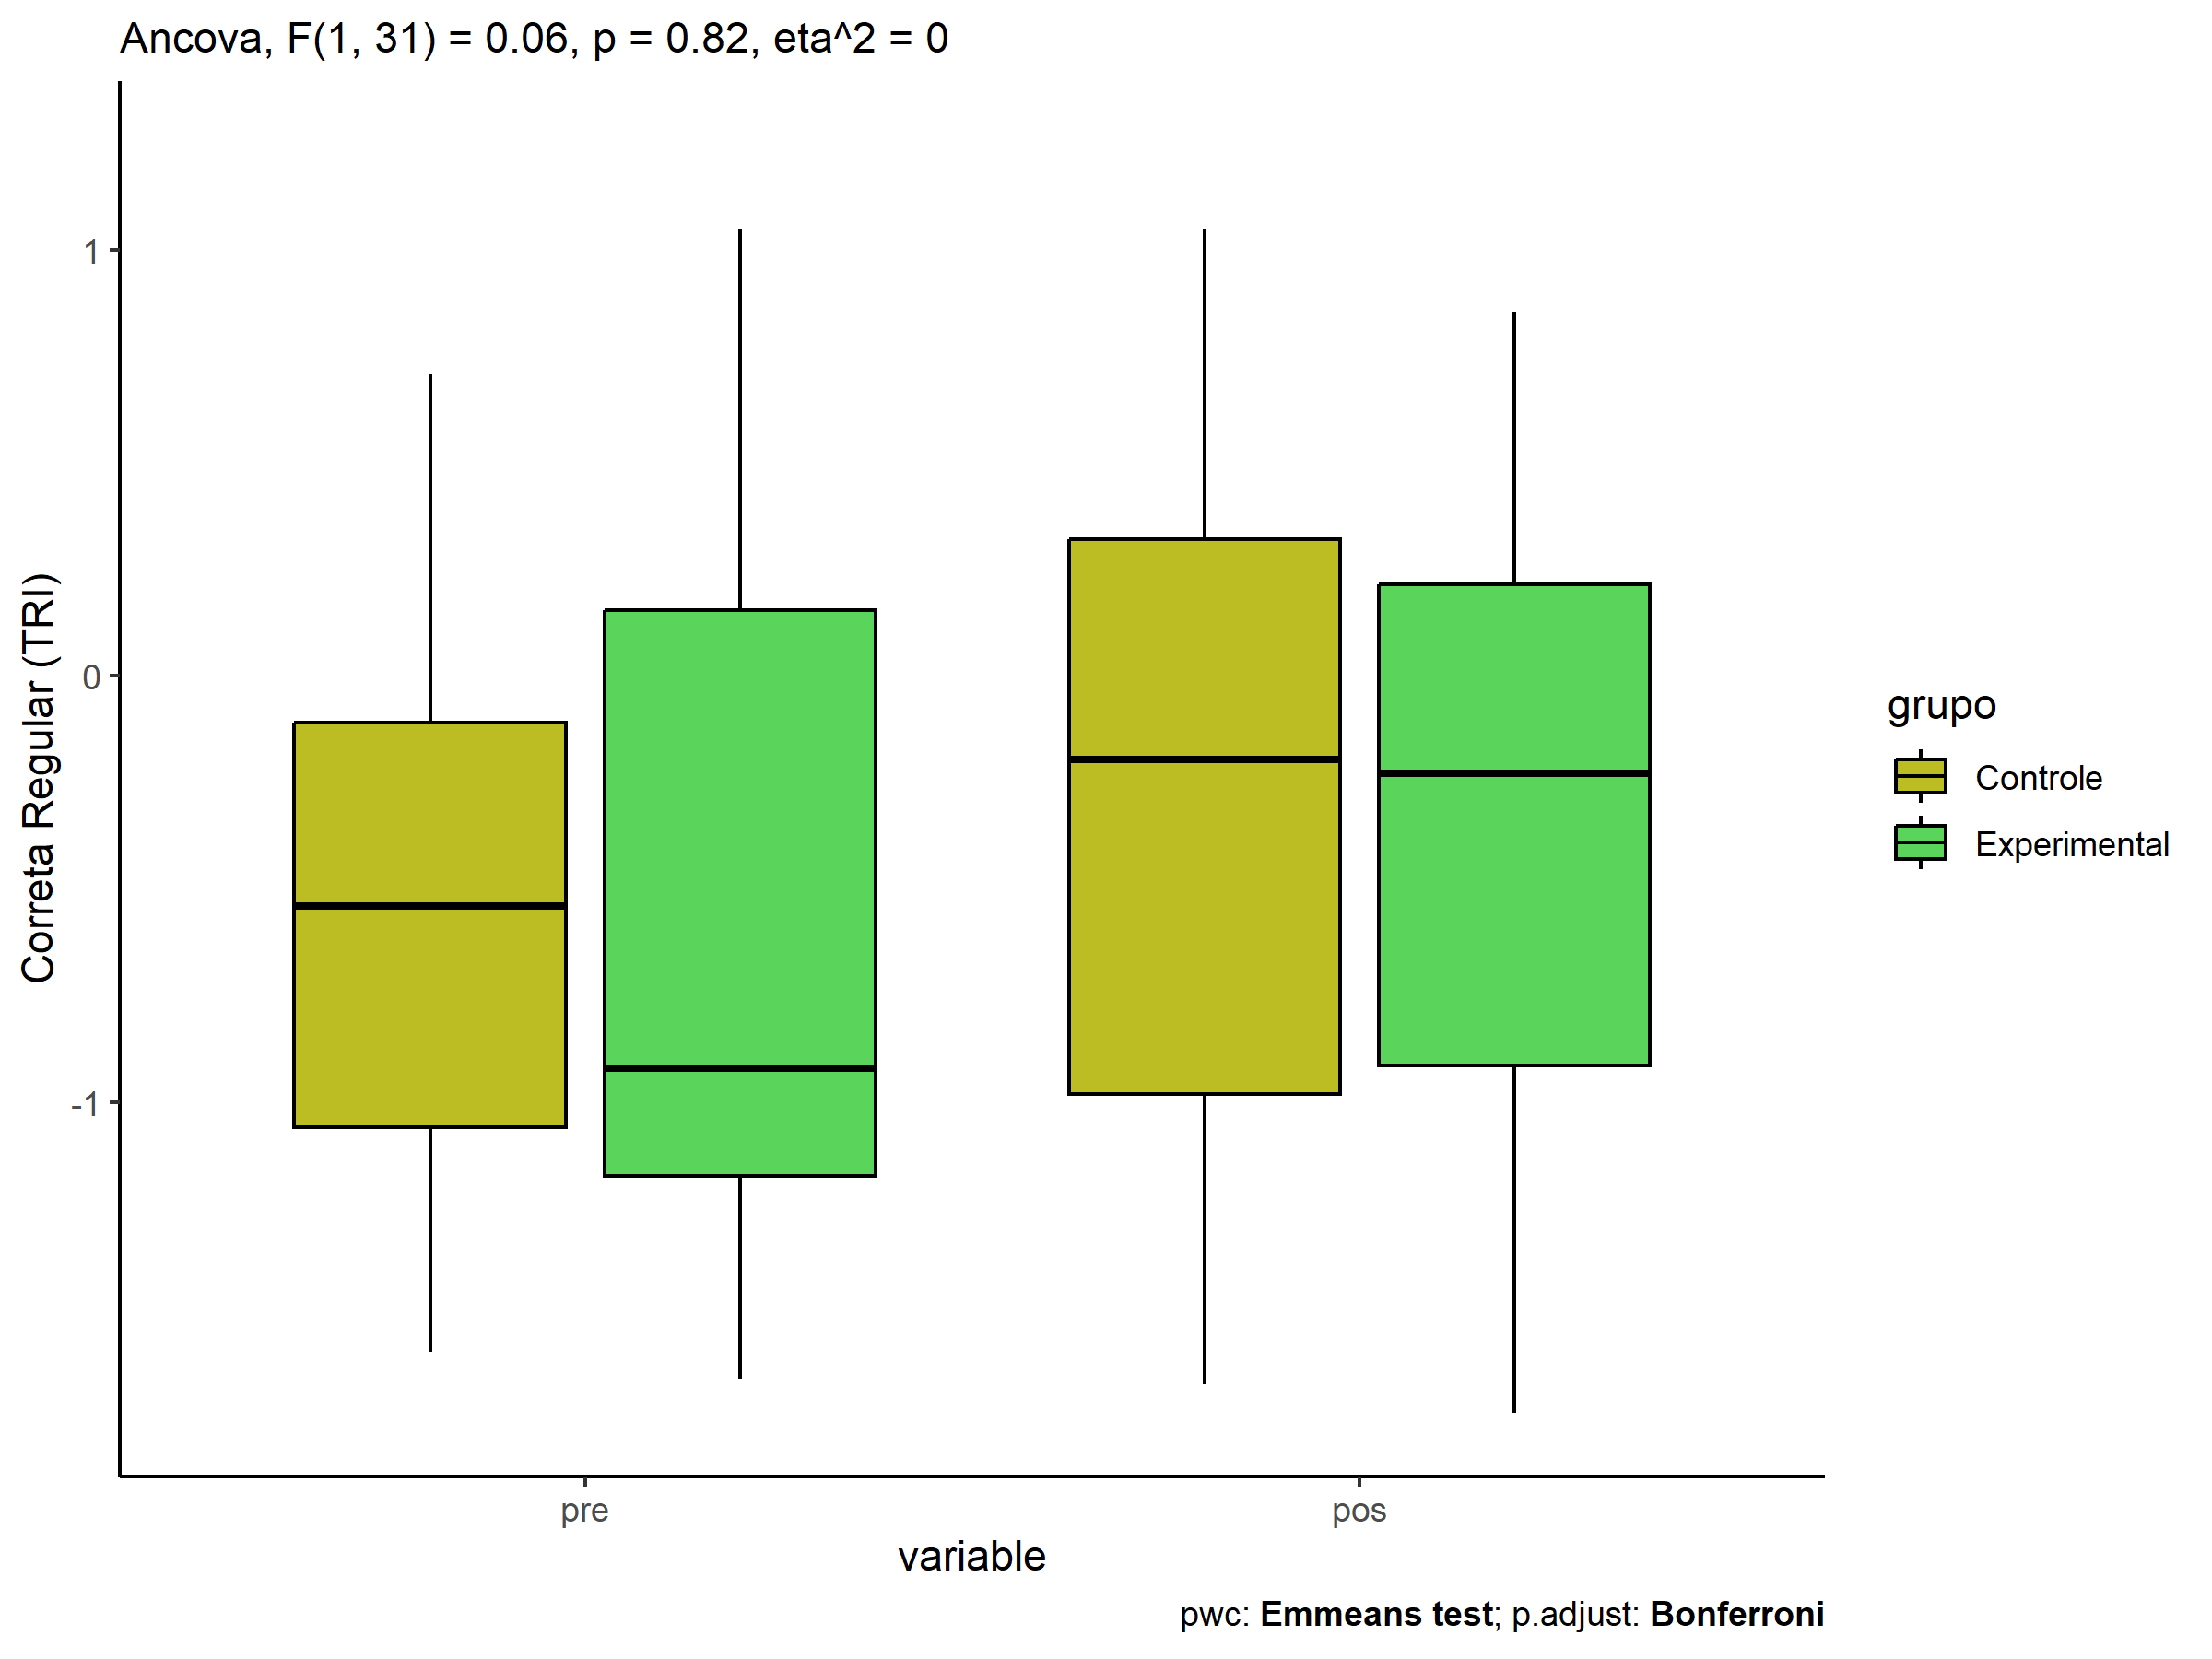 Ancova, F(1, 31) = 0.06, p = 0.82, eta^2 = 0
Correta Regular (TRI)
1
0
-1
pre
pos
variable
grupo
Controle
Experimental
pwc: Emmeans test; p.adjust: Bonferroni